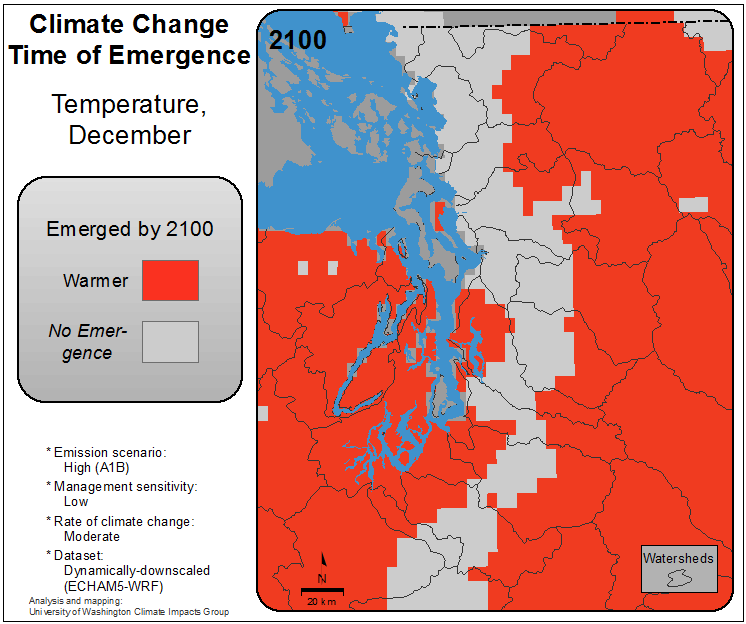 Climate Change
Time of Emergence
Temperature,
December
Emerged by 2100
Warmer
No Emer-
gence
* Emission scenario:
High (A1B)
* Management sensitivity:
Low
* Rate of climate change:
Moderate
* Dataset:
Dynamically-downscaled
(ECHAM5-WRF)
Analysis and mapping:
University of Washington Climate Impacts Group
2100
N
20 km
Watersheds